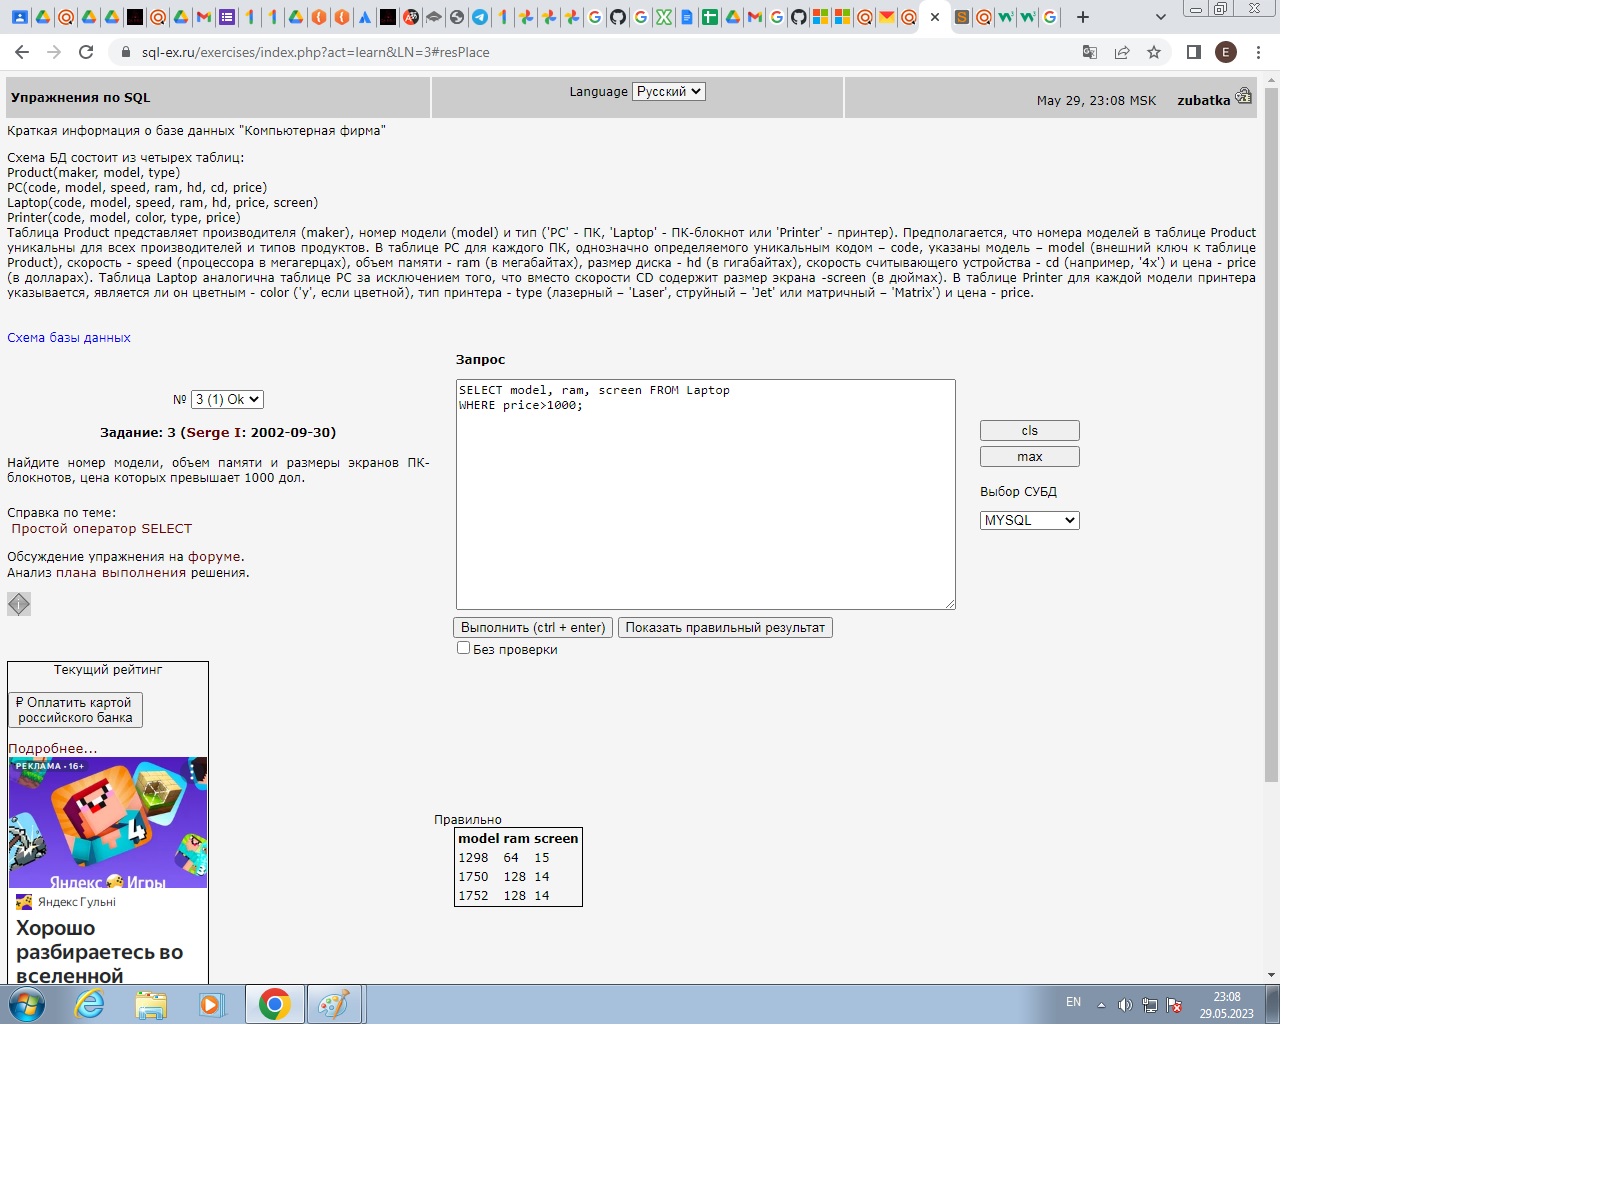 sql-ex.ru/exercises/index.php?act=learn&LN=3#resPlace
E
Упражнения по SQL
Language Русский
May 29, 23:08 MSK zubatka
Краткая информация о базе данных "Компьютерная фирма"
Схема БД состоит из четырех таблиц:
Product(maker, model, type)
PC(code, model, speed, ram, hd, cd, price)
Laptop(code, model, speed, ram, hd, price, screen)
Printer(code, model, color, type, price)
Таблица Product представляет производителя (maker), номер модели (model) и тип ('PC' - ПК, 'Laptop' - ПК-блокнот или 'Printer' - принтер). Предполагается, что номера моделей в таблице Product
уникальны для всех производителей и типов продуктов. В таблице PC для каждого ПК, однозначно определяемого уникальным кодом – code, указаны модель – model (внешний ключ к таблице
Product), скорость - speed (процессора в мегагерцах), объем памяти - ram (в мегабайтах), размер диска - hd (в гигабайтах), скорость считывающего устройства - cd (например, '4x') и цена - price
(в долларах). Таблица Laptop аналогична таблице PC за исключением того, что вместо скорости CD содержит размер экрана -screen (в дюймах). В таблице Printer для каждой модели принтера
указывается, является ли он цветным - color ('y', если цветной), тип принтера - type (лазерный – 'Laser', струйный – 'Jet' или матричный – 'Matrix') и цена - price.
Схема базы данных
№ 3 (1) Ok
Задание: 3 (Serge I: 2002-09-30)
Найдите номер модели, объем памяти и размеры экранов ПК-
блокнотов, цена которых превышает 1000 дол.
Справка по теме:
Простой оператор SELECT
Обсуждение упражнения на форуме.
Анализ плана выполнения решения.
Запрос
SELECT model, ram, screen FROM Laptop
WHERE price>1000;
cls
max
Выбор СУБД
MYSQL
Выполнить (ctrl + enter) Показать правильный результат
Без проверки
Текущий рейтинг
₽ Оплатить картой
российского банка
Подробнее...
РЕКЛАМА • 16+
4
Яндекс Игры
Яндекс Гульні
Хорошо
разбираетесь во
вселенной
Правильно
model ram screen
1298 64 15
1750 128 14
1752 128 14
EN
23:08
29.05.2023